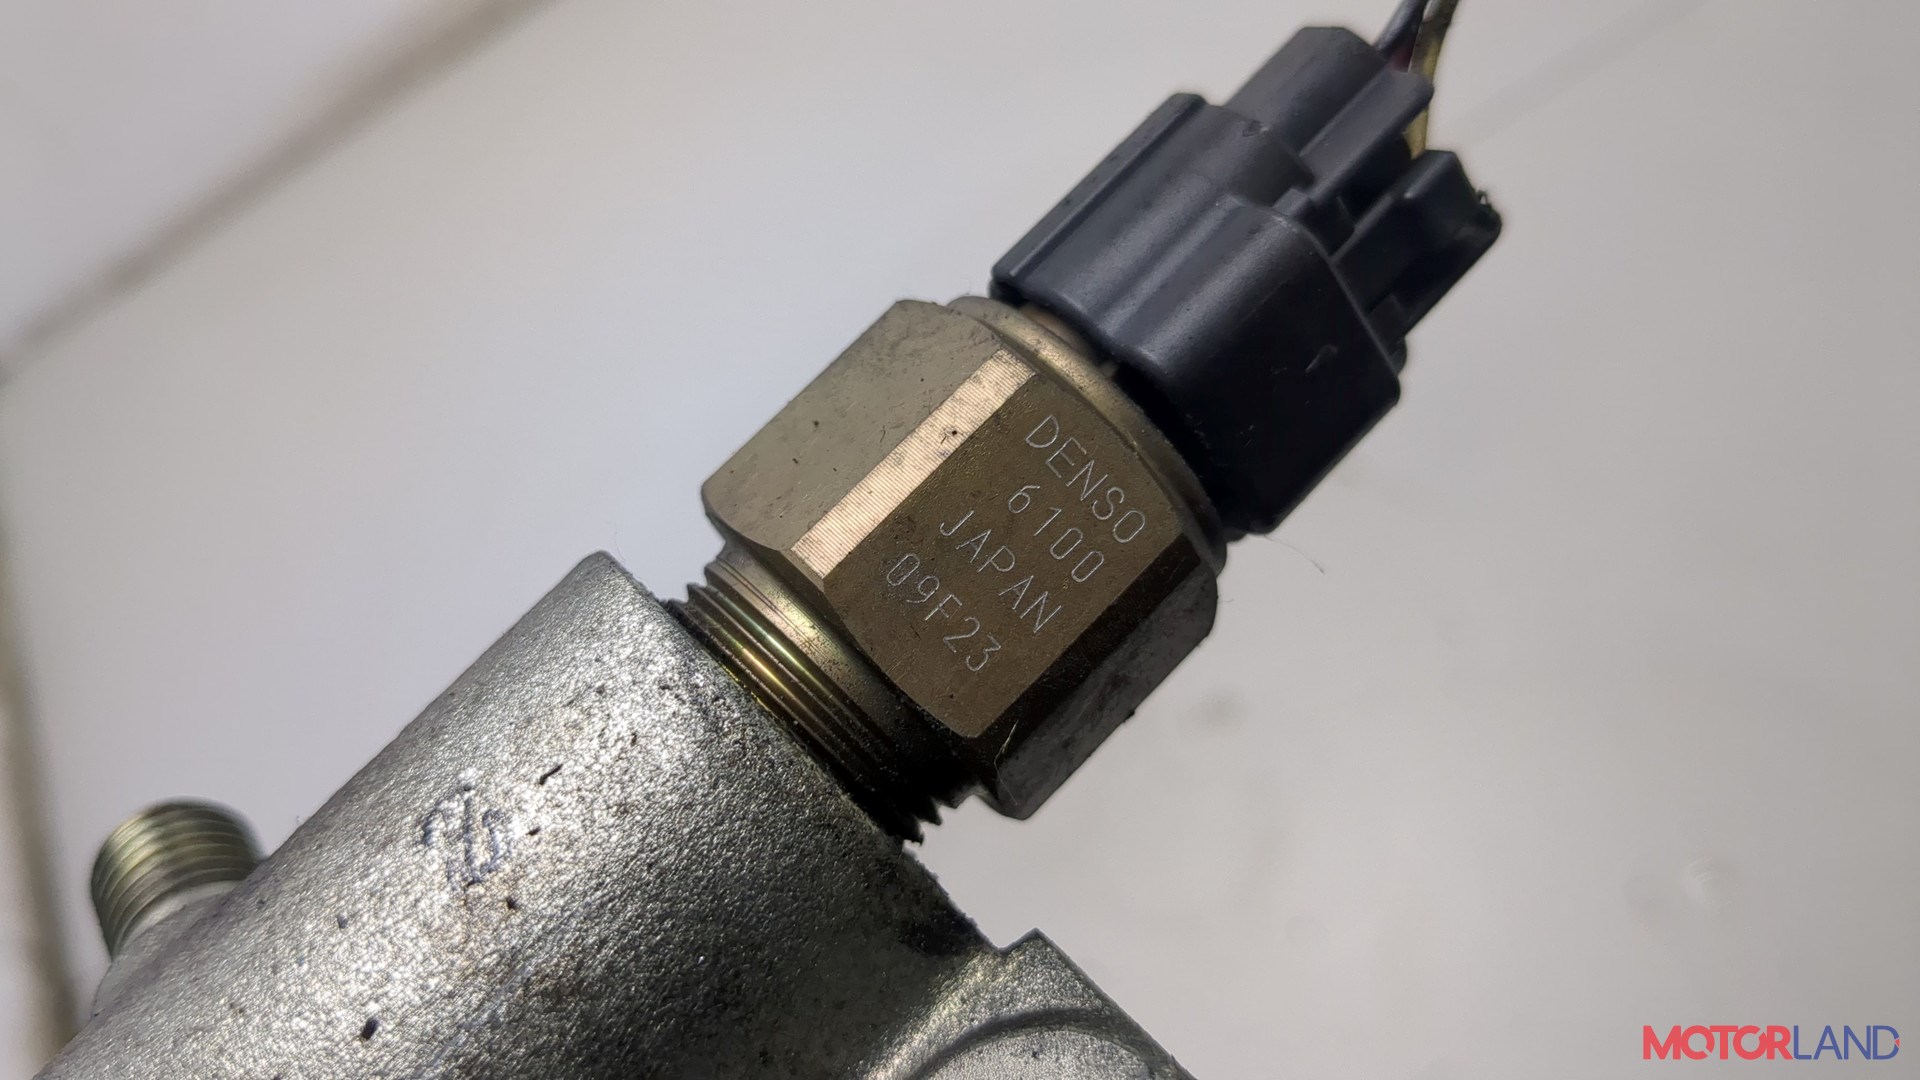 DENSO
6100
JAPAN
09F23
MOTORLAND